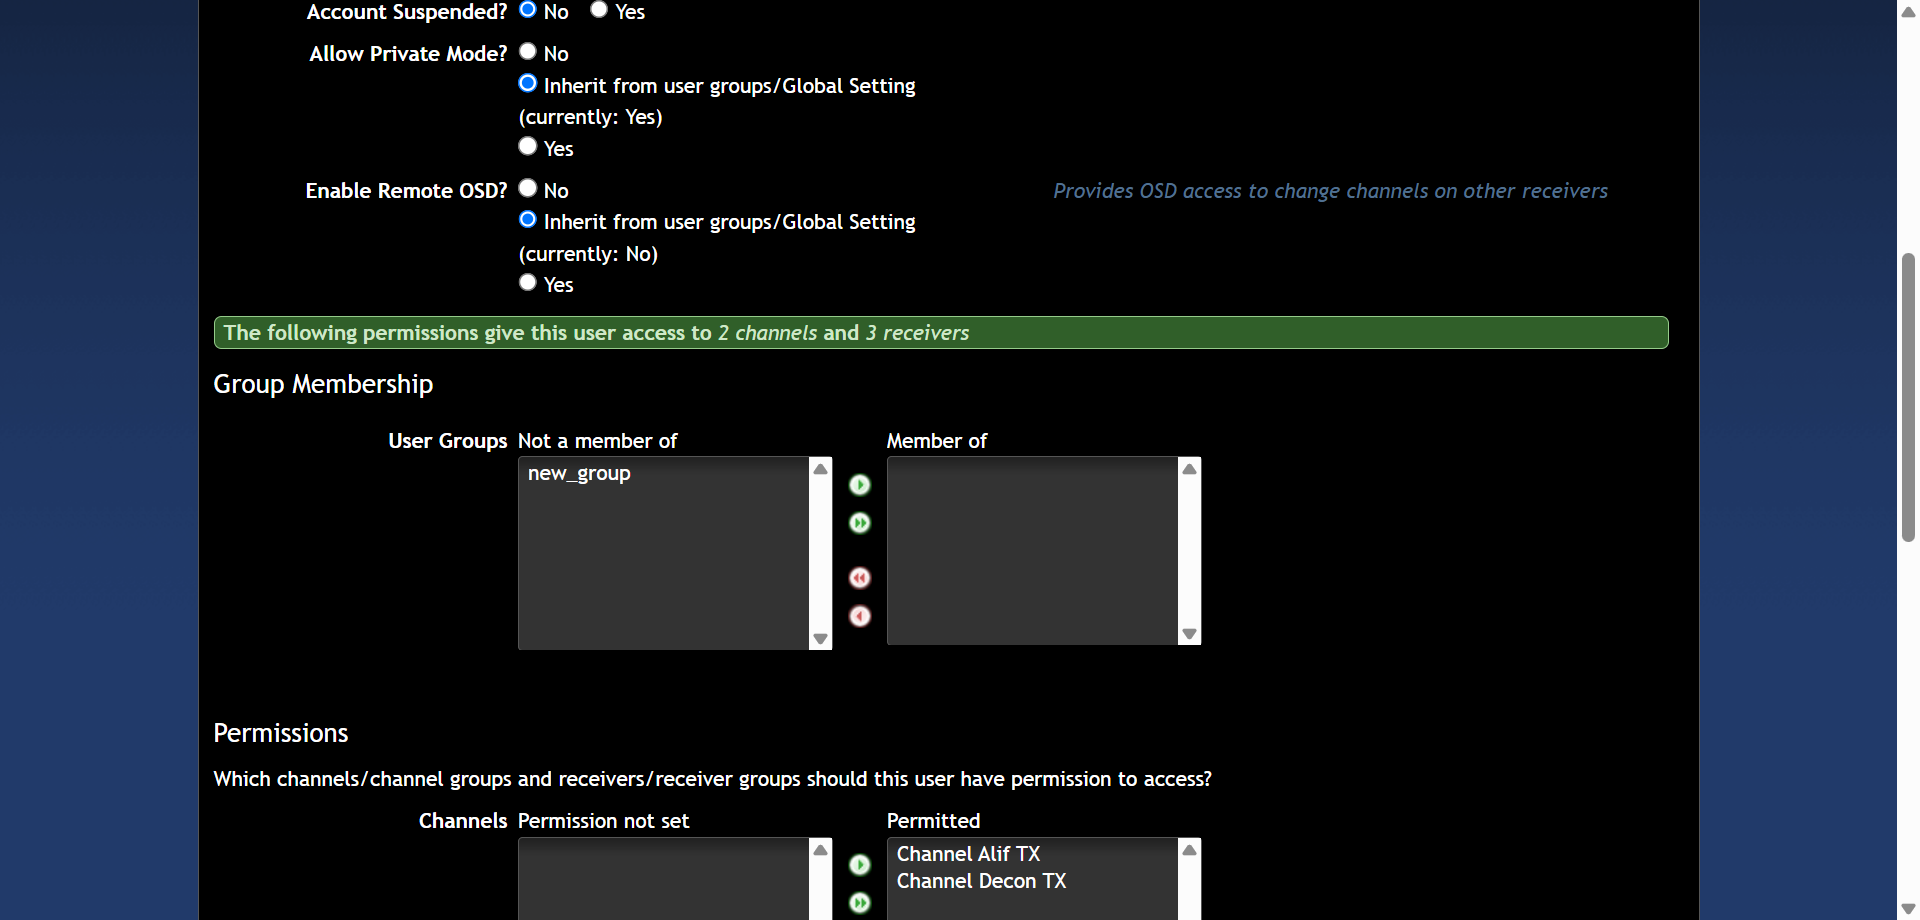 Account Suspended? No Yes
Allow Private Mode? No
Inherit from user groups/Global Setting
(currently: Yes)
Yes
Enable Remote OSD? No Provides OSD access to change channels on other receivers
Inherit from user groups/Global Setting
(currently: No)
Yes
The following permissions give this user access to 2 channels and 3 receivers
Group Membership
User Groups Not a member of Member of
new_group
Permissions
Which channels/channel groups and receivers/receiver groups should this user have permission to access?
Channels Permission not set Permitted
Channel Alif TX
Channel Decon TX